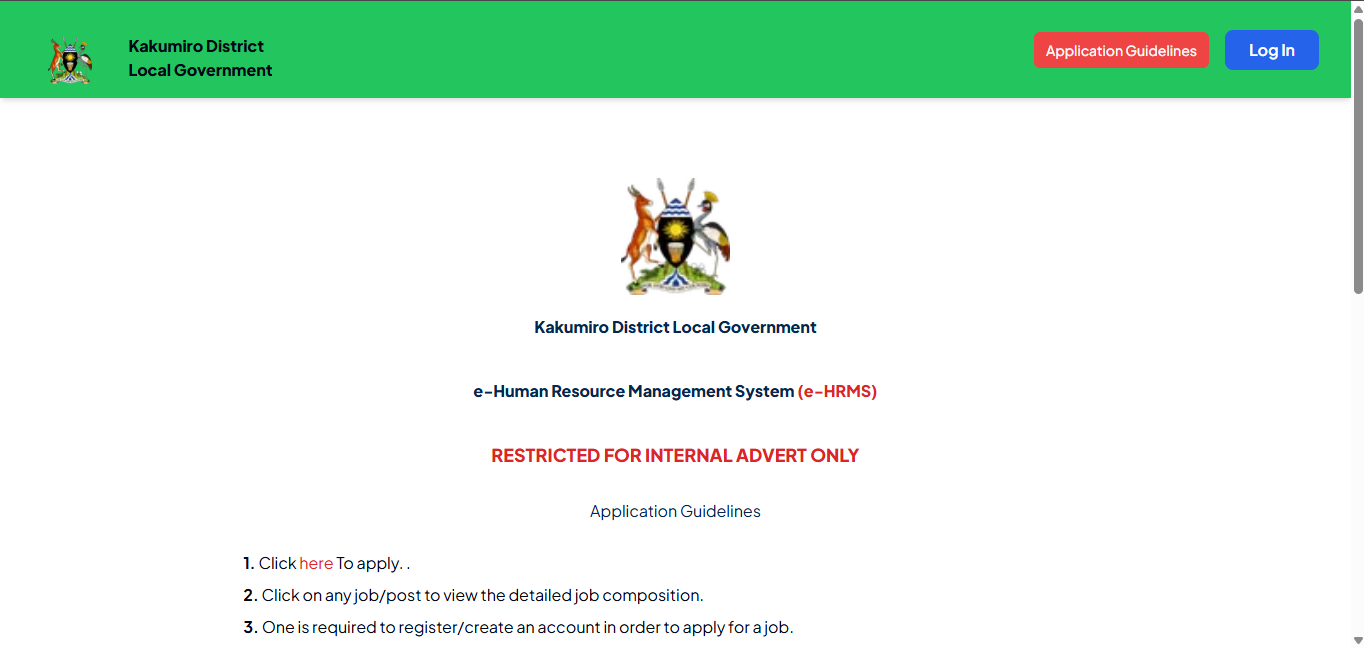 Kakumiro District
Local Government
Application Guidelines
Log In
Kakumiro District Local Government
e-Human Resource Management System (e-HRMS)
RESTRICTED FOR INTERNAL ADVERT ONLY
Application Guidelines
1. Click here To apply. .
2. Click on any job/post to view the detailed job composition.
3. One is required to register/create an account in order to apply for a job.